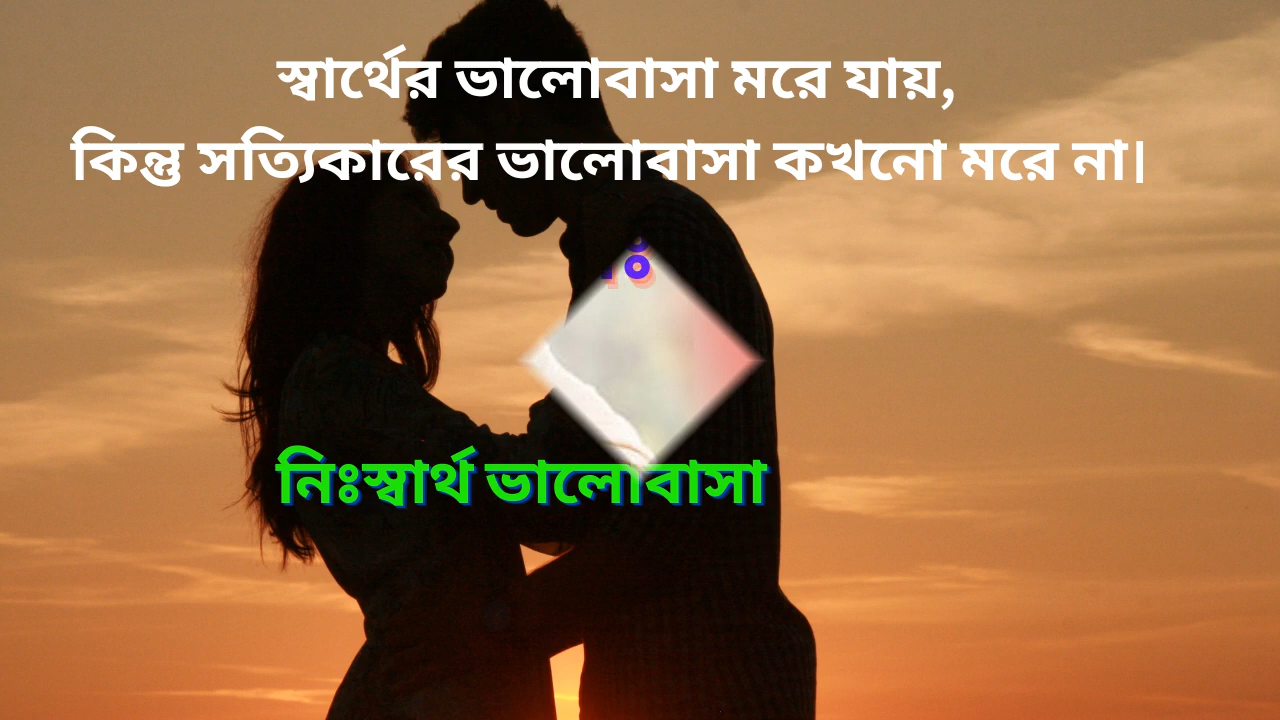 স্বার্থের ভালোবাসা মরে যায়,
কিন্তু সত্যিকারের ভালোবাসা কখনো মরে না।
নিঃস্বার্থ ভালোবাসা